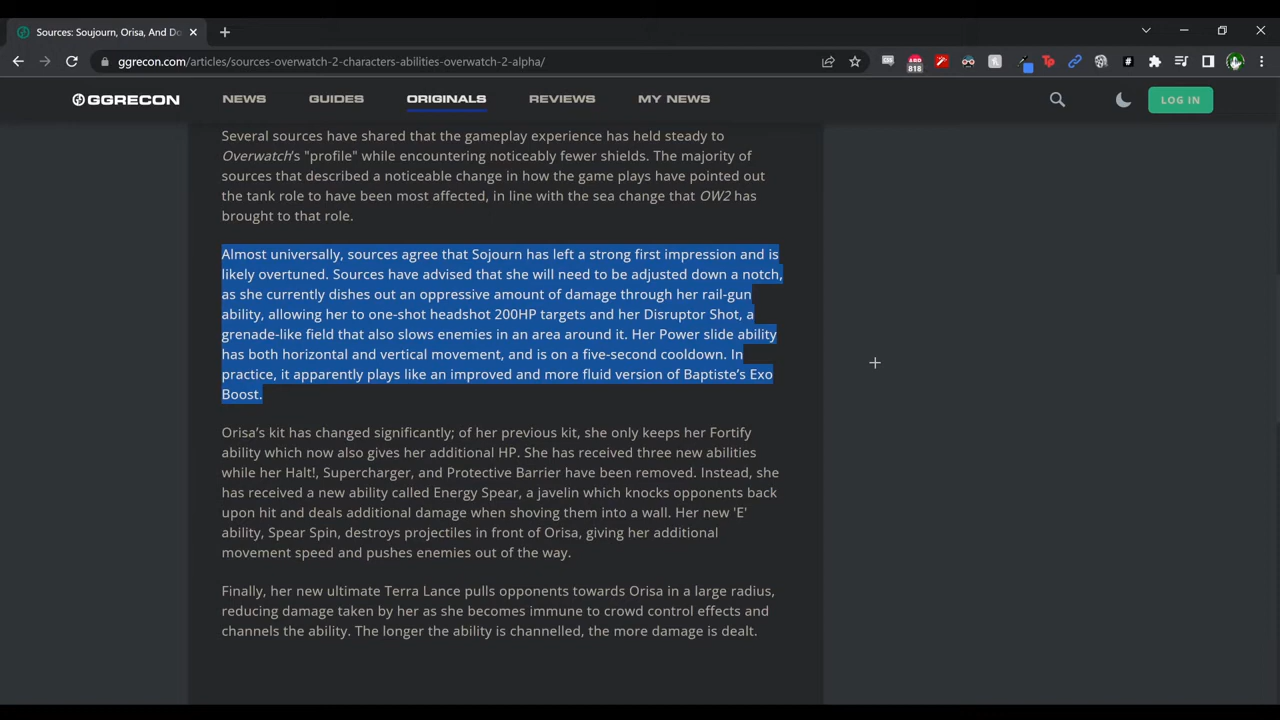 Sources: Soujourn, Orisa, And Do
ggrecon.com/articles/sources-overwatch-2-characters-abilities-overwatch-2-alpha/
818
GGRECON
NEWS
GUIDES
ORIGINALS
REVIEWS
MY NEWS
LOG IN
Several sources have shared that the gameplay experience has held steady to
Overwatch's "profile" while encountering noticeably fewer shields. The majority of
sources that described a noticeable change in how the game plays have pointed out
the tank role to have been most affected, in line with the sea change that OW2 has
brought to that role.
Almost universally, sources agree that Sojourn has left a strong first impression and is
likely overtuned. Sources have advised that she will need to be adjusted down a notch,
as she currently dishes out an oppressive amount of damage through her rail-gun
ability, allowing her to one-shot headshot 200HP targets and her Disruptor Shot, a
grenade-like field that also slows enemies in an area around it. Her Power slide ability
has both horizontal and vertical movement, and is on a five-second cooldown. In
practice, it apparently plays like an improved and more fluid version of Baptiste’s Exo
Boost.
Orisa’s kit has changed significantly; of her previous kit, she only keeps her Fortify
ability which now also gives her additional HP. She has received three new abilities
while her Halt!, Supercharger, and Protective Barrier have been removed. Instead, she
has received a new ability called Energy Spear, a javelin which knocks opponents back
upon hit and deals additional damage when shoving them into a wall. Her new 'E'
ability, Spear Spin, destroys projectiles in front of Orisa, giving her additional
movement speed and pushes enemies out of the way.
Finally, her new ultimate Terra Lance pulls opponents towards Orisa in a large radius,
reducing damage taken by her as she becomes immune to crowd control effects and
channels the ability. The longer the ability is channelled, the more damage is dealt.